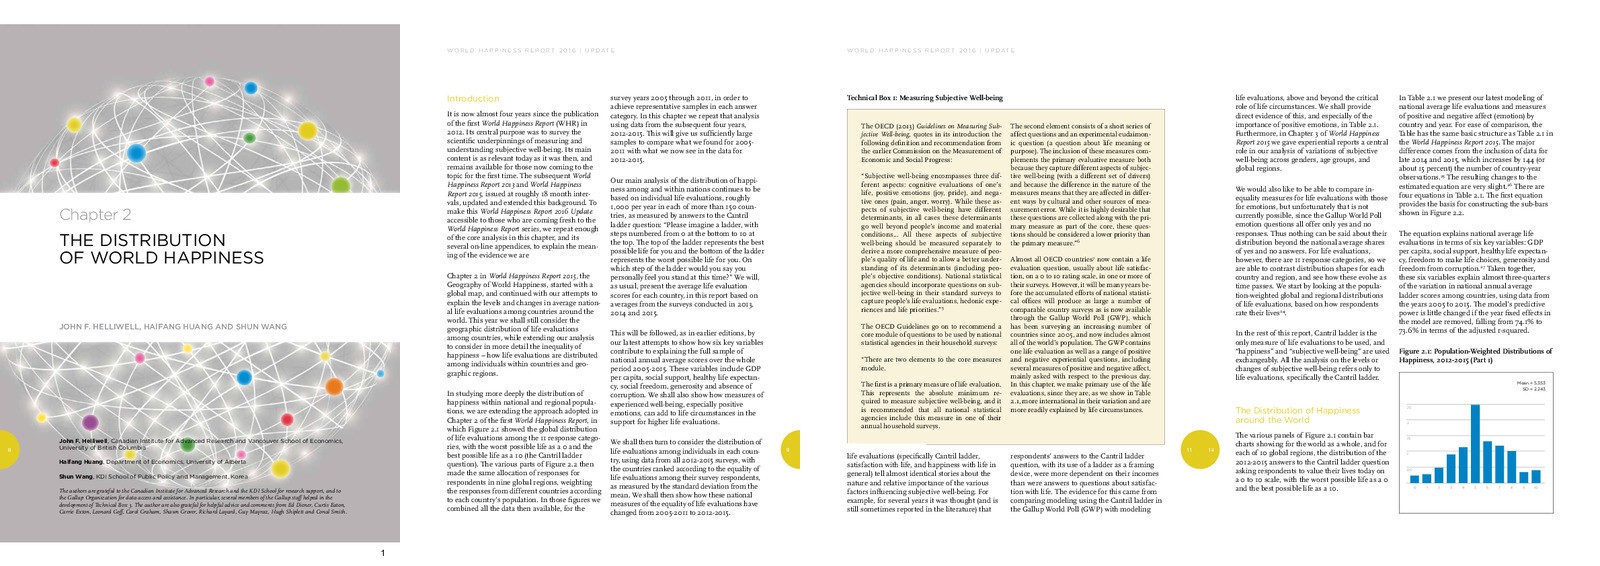 Chapter 2
THE DISTRIBUTION
OF WORLD HAPPINESS
JOHN F. HELLIWELL, HAIFANG HUANG AND SHUN WANG
John F. Helliwell, Canadian Institute for Advanced Research and Vancouver School of Economics,
University of British Columbia
Haifang Huang, Department of Economics, University of Alberta
Shun Wang, KDI School of Public Policy and Management, Korea
The authors are grateful to the Canadian Institute for Advanced Research and the KDI School for research support, and to
the Gallup Organization for data access and assistance. In particular, several members of the Gallup staff helped in the
development of Technical Box 3. The author are also grateful for helpful advice and comments from Ed Diener, Curtis Eaton,
Carrie Exton, Leonard Goff, Carol Graham, Shawn Grover, Richard Layard, Guy Mayraz, Hugh Shiplett and Conal Smith.
1
WORLD HAPPINESS REPORT 2016 | UPDATE
Introduction
It is now almost four years since the publication
of the first World Happiness Report (WHR) in
2012. Its central purpose was to survey the
scientific underpinnings of measuring and
understanding subjective well-being. Its main
content is as relevant today as it was then, and
remains available for those now coming to the
topic for the first time. The subsequent World
Happiness Report 2013 and World Happiness
Report 2015, issued at roughly 18 month inter-
vals, updated and extended this background. To
make this World Happiness Report 2016 Update
accessible to those who are coming fresh to the
World Happiness Report series, we repeat enough
of the core analysis in this chapter, and its
several on-line appendices, to explain the mean-
ing of the evidence we are
Chapter 2 in World Happiness Report 2015, the
Geography of World Happiness, started with a
global map, and continued with our attempts to
explain the levels and changes in average nation-
al life evaluations among countries around the
world. This year we shall still consider the
geographic distribution of life evaluations
among countries, while extending our analysis
to consider in more detail the inequality of
happiness – how life evaluations are distributed
among individuals within countries and geo-
graphic regions.
In studying more deeply the distribution of
happiness within national and regional popula-
tions, we are extending the approach adopted in
Chapter 2 of the first World Happiness Report, in
which Figure 2.1 showed the global distribution
of life evaluations among the 11 response catego-
ries, with the worst possible life as a 0 and the
best possible life as a 10 (the Cantril ladder
question). The various parts of Figure 2.2 then
made the same allocation of responses for
respondents in nine global regions, weighting
the responses from different countries according
to each country's population. In those figures we
combined all the data then available, for the
survey years 2005 through 2011, in order to
achieve representative samples in each answer
category. In this chapter we repeat that analysis
using data from the subsequent four years,
2012-2015. This will give us sufficiently large
samples to compare what we found for 2005-
2011 with what we now see in the data for
2012-2015.
Our main analysis of the distribution of happi-
ness among and within nations continues to be
based on individual life evaluations, roughly
1,000 per year in each of more than 150 coun-
tries, as measured by answers to the Cantril
ladder question: "Please imagine a ladder, with
steps numbered from 0 at the bottom to 10 at
the top. The top of the ladder represents the best
possible life for you and the bottom of the ladder
represents the worst possible life for you. On
which step of the ladder would you say you
personally feel you stand at this time?" We will,
as usual, present the average life evaluation
scores for each country, in this report based on
averages from the surveys conducted in 2013,
2014 and 2015.
This will be followed, as in earlier editions, by
our latest attempts to show how six key variables
contribute to explaining the full sample of
national annual average scores over the whole
period 2005-2015. These variables include GDP
per capita, social support, healthy life expectan-
cy, social freedom, generosity and absence of
corruption. We shall also show how measures of
experienced well-being, especially positive
emotions, can add to life circumstances in the
support for higher life evaluations.
We shall then turn to consider the distribution of
life evaluations among individuals in each coun-
try, using data from all 2012-2015 surveys, with
the countries ranked according to the equality of
life evaluations among their survey respondents,
as measured by the standard deviation from the
mean. We shall then show how these national
measures of the equality of life evaluations have
changed from 2005-2011 to 2012-2015.
WORLD HAPPINESS REPORT 2016 | UPDATE
Technical Box 1: Measuring Subjective Well-being
The OECD (2013) Guidelines on Measuring Sub-
jective Well-being, quotes in its introduction the
following definition and recommendation from
the earlier Commission on the Measurement of
Economic and Social Progress:
"Subjective well-being encompasses three dif-
ferent aspects: cognitive evaluations of one's
life, positive emotions (joy, pride), and nega-
tive ones (pain, anger, worry). While these as-
pects of subjective well-being have different
determinants, in all cases these determinants
go well beyond people's income and material
conditions... All these aspects of subjective
well-being should be measured separately to
derive a more comprehensive measure of peo-
ple's quality of life and to allow a better under-
standing of its determinants (including peo-
ple's objective conditions). National statistical
agencies should incorporate questions on sub-
jective well-being in their standard surveys to
capture people's life evaluations, hedonic expe-
riences and life priorities."5
The OECD Guidelines go on to recommend a
core module of questions to be used by national
statistical agencies in their household surveys:
"There are two elements to the core measures
module.
The first is a primary measure of life evaluation.
This represents the absolute minimum re-
quired to measure subjective well-being, and it
is recommended that all national statistical
agencies include this measure in one of their
annual household surveys.
The second element consists of a short series of
affect questions and an experimental eudaimon-
ic question (a question about life meaning or
purpose). The inclusion of these measures com-
plements the primary evaluative measure both
because they capture different aspects of subjec-
tive well-being (with a different set of drivers)
and because the difference in the nature of the
measures means that they are affected in differ-
ent ways by cultural and other sources of mea-
surement error. While it is highly desirable that
these questions are collected along with the pri-
mary measure as part of the core, these ques-
tions should be considered a lower priority than
the primary measure."6
Almost all OECD countries7 now contain a life
evaluation question, usually about life satisfac-
tion, on a 0 to 10 rating scale, in one or more of
their surveys. However, it will be many years be-
fore the accumulated efforts of national statisti-
cal offices will produce as large a number of
comparable country surveys as is now available
through the Gallup World Poll (GWP), which
has been surveying an increasing number of
countries since 2005, and now includes almost
all of the world's population. The GWP contains
one life evaluation as well as a range of positive
and negative experiential questions, including
several measures of positive and negative affect,
mainly asked with respect to the previous day.
In this chapter, we make primary use of the life
evaluations, since they are, as we show in Table
2.1, more international in their variation and are
more readily explained by life circumstances.
life evaluations (specifically Cantril ladder,
satisfaction with life, and happiness with life in
general) tell almost identical stories about the
nature and relative importance of the various
factors influencing subjective well-being. For
example, for several years it was thought (and is
still sometimes reported in the literature) that
respondents' answers to the Cantril ladder
question, with its use of a ladder as a framing
device, were more dependent on their incomes
than were answers to questions about satisfac-
tion with life. The evidence for this came from
comparing modeling using the Cantril ladder in
the Gallup World Poll (GWP) with modeling
life evaluations, above and beyond the critical
role of life circumstances. We shall provide
direct evidence of this, and especially of the
importance of positive emotions, in Table 2.1.
Furthermore, in Chapter 3 of World Happiness
Report 2015 we gave experiential reports a central
role in our analysis of variations of subjective
well-being across genders, age groups, and
global regions.
We would also like to be able to compare in-
equality measures for life evaluations with those
for emotions, but unfortunately that is not
currently possible, since the Gallup World Poll
emotion questions all offer only yes and no
responses. Thus nothing can be said about their
distribution beyond the national average shares
of yes and no answers. For life evaluations,
however, there are 11 response categories, so we
are able to contrast distribution shapes for each
country and region, and see how these evolve as
time passes. We start by looking at the popula-
tion-weighted global and regional distributions
of life evaluations, based on how respondents
rate their lives14.
In the rest of this report, Cantril ladder is the
only measure of life evaluations to be used, and
"happiness" and "subjective well-being" are used
exchangeably. All the analysis on the levels or
changes of subjective well-being refers only to
life evaluations, specifically the Cantril ladder.
The Distribution of Happiness
around the World
The various panels of Figure 2.1 contain bar
charts showing for the world as a whole, and for
each of 10 global regions, the distribution of the
2012-2015 answers to the Cantril ladder question
asking respondents to value their lives today on
a 0 to 10 scale, with the worst possible life as a 0
and the best possible life as a 10.
In Table 2.1 we present our latest modeling of
national average life evaluations and measures
of positive and negative affect (emotion) by
country and year. For ease of comparison, the
Table has the same basic structure as Table 2.1 in
the World Happiness Report 2015. The major
difference comes from the inclusion of data for
late 2014 and 2015, which increases by 144 (or
about 15 percent) the number of country-year
observations.15 The resulting changes to the
estimated equation are very slight.16 There are
four equations in Table 2.1. The first equation
provides the basis for constructing the sub-bars
shown in Figure 2.2.
The equation explains national average life
evaluations in terms of six key variables: GDP
per capita, social support, healthy life expectan-
cy, freedom to make life choices, generosity and
freedom from corruption.17 Taken together,
these six variables explain almost three-quarters
of the variation in national annual average
ladder scores among countries, using data from
the years 2005 to 2015. The model's predictive
power is little changed if the year fixed effects in
the model are removed, falling from 74.1% to
73.6% in terms of the adjusted r-squared.
Figure 2.1: Population-Weighted Distributions of
Happiness, 2012-2015 (Part 1)
Mean = 5.353
SD = 2.243